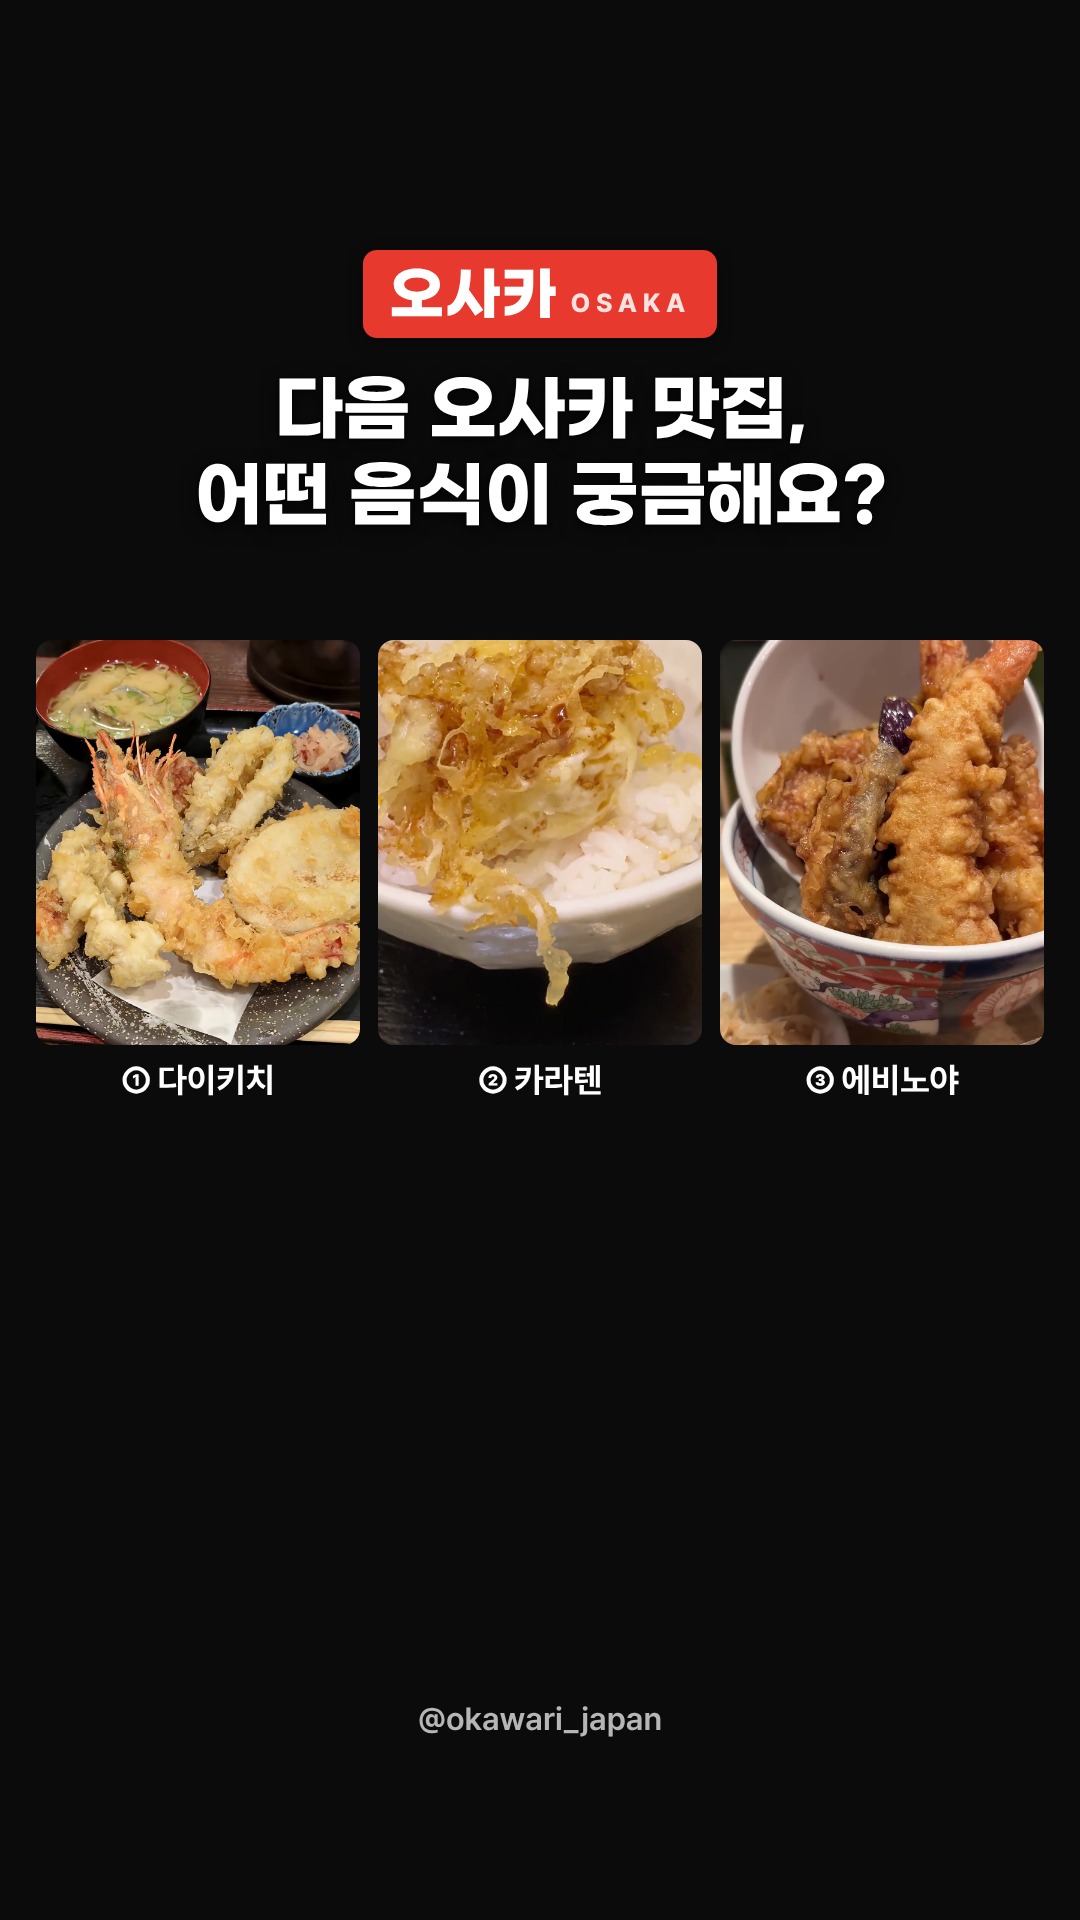 오사카 OSAKA
다음 오사카 맛집,
어떤 음식이 궁금해요?
① 다이키치
② 카라텐
③ 에비노야
@okawari_japan